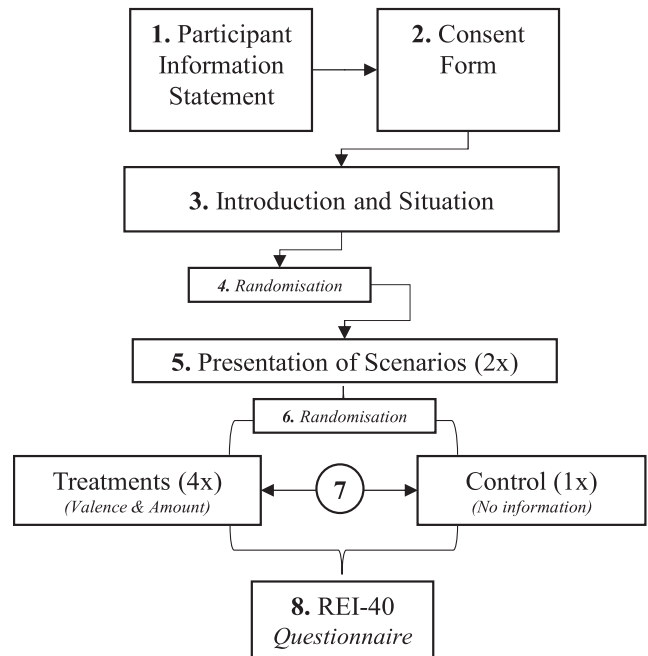 1. Participant
Information
Statement
2. Consent
Form
3. Introduction and Situation
4. Randomisation
5. Presentation of Scenarios (2x)
6. Randomisation
Treatments (4x)
(Valence & Amount)
7
Control (1x)
(No information)
8. REI-40
Questionnaire